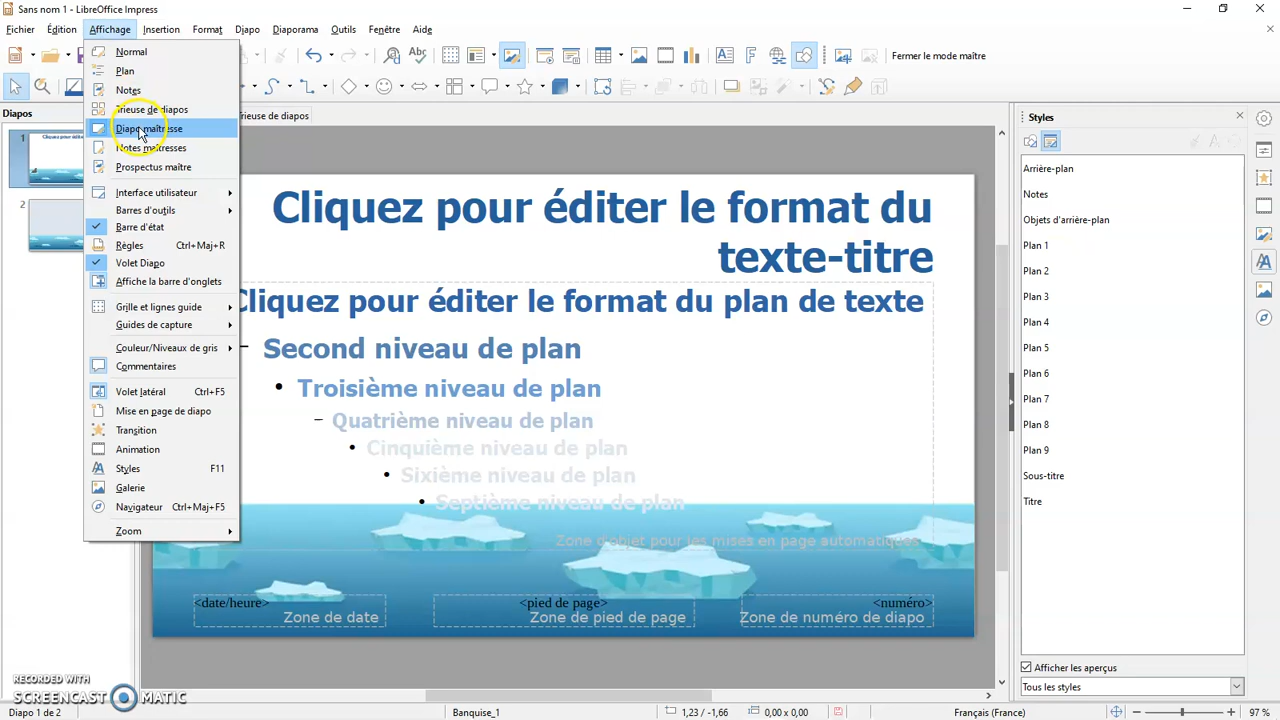 Sans nom 1 - LibreOffice Impress
Fichier Édition Affichage Insertion Format Diapo Diaporama Outils Fenêtre Aide
Fermer le mode maître
Normal
Plan
Notes
Trieuse de diapos
Diapo maîtresse
Notes maîtresses
Prospectus maître
Interface utilisateur
Barres d'outils
Barre d'état
Règles Ctrl+Maj+R
Volet Diapo
Affiche la barre d'onglets
Grille et lignes guide
Guides de capture
Couleur/Niveaux de gris
Commentaires
Volet latéral Ctrl+F5
Mise en page de diapo
Transition
Animation
Styles F11
Galerie
Navigateur Ctrl+Maj+F5
Zoom
Diapos
1
2
Trieuse de diapos
Cliquez pour éditer le format du
texte-titre
Cliquez pour éditer le format du plan de texte
– Second niveau de plan
• Troisième niveau de plan
– Quatrième niveau de plan
• Cinquième niveau de plan
• Sixième niveau de plan
• Septième niveau de plan
Zone d'objet pour les mises en page automatiques
<date/heure> <pied de page> <numéro>
Zone de date Zone de pied de page Zone de numéro de diapo
Styles
Arrière-plan
Notes
Objets d'arrière-plan
Plan 1
Plan 2
Plan 3
Plan 4
Plan 5
Plan 6
Plan 7
Plan 8
Plan 9
Sous-titre
Titre
Afficher les aperçus
Tous les styles
RECORDED WITH
SCREENCAST MATIC
Diapo 1 de 2 Banquise_1 1,23 / -1,66 0,00 x 0,00 Français (France) 97 %